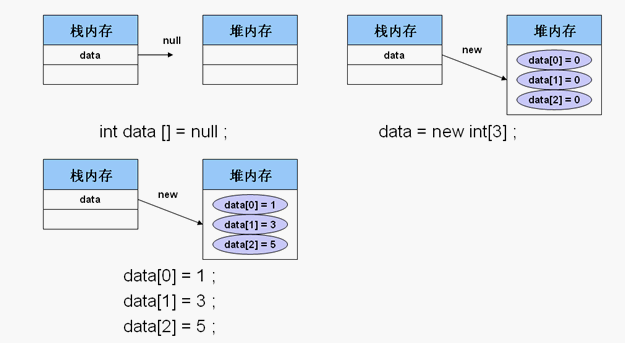 栈内存
data
null
堆内存
int data [] = null ;
栈内存
data
new
堆内存
data[0] = 0
data[1] = 0
data[2] = 0
data = new int[3] ;
栈内存
data
new
堆内存
data[0] = 1
data[1] = 3
data[2] = 5
data[0] = 1 ;
data[1] = 3 ;
data[2] = 5 ;